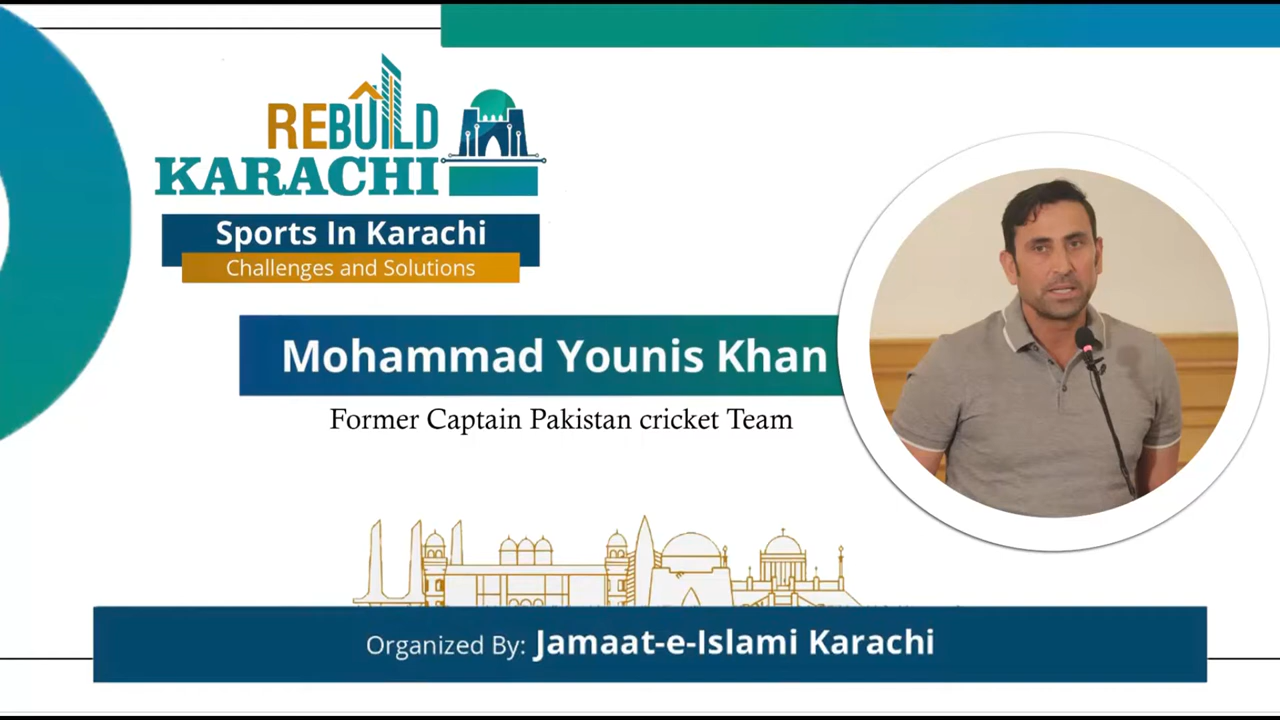 REBUILD
KARACHI
Sports In Karachi
Challenges and Solutions
Mohammad Younis Khan
Former Captain Pakistan cricket Team
Organized By: Jamaat-e-Islami Karachi